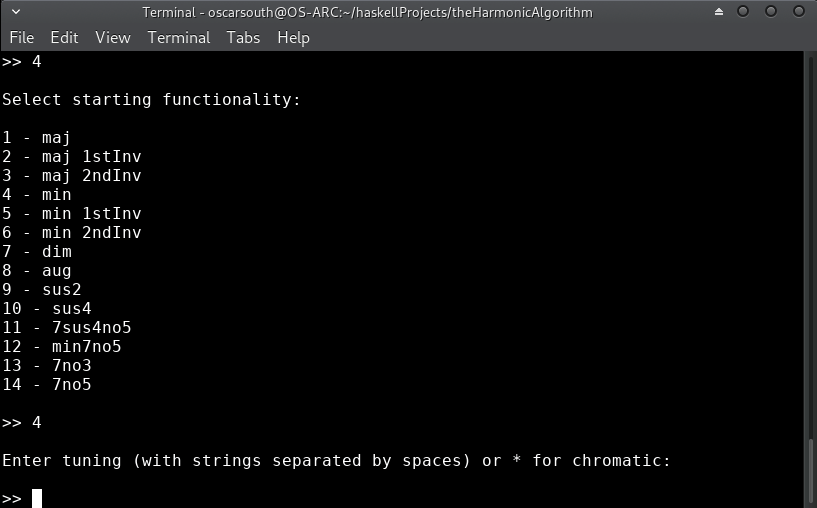 Terminal - oscarsouth@OS-ARC:~/haskellProjects/theHarmonicAlgorithm
File Edit View Terminal Tabs Help
>> 4
Select starting functionality:
1 - maj
2 - maj 1stInv
3 - maj 2ndInv
4 - min
5 - min 1stInv
6 - min 2ndInv
7 - dim
8 - aug
9 - sus2
10 - sus4
11 - 7sus4no5
12 - min7no5
13 - 7no3
14 - 7no5
>> 4
Enter tuning (with strings separated by spaces) or * for chromatic:
>>